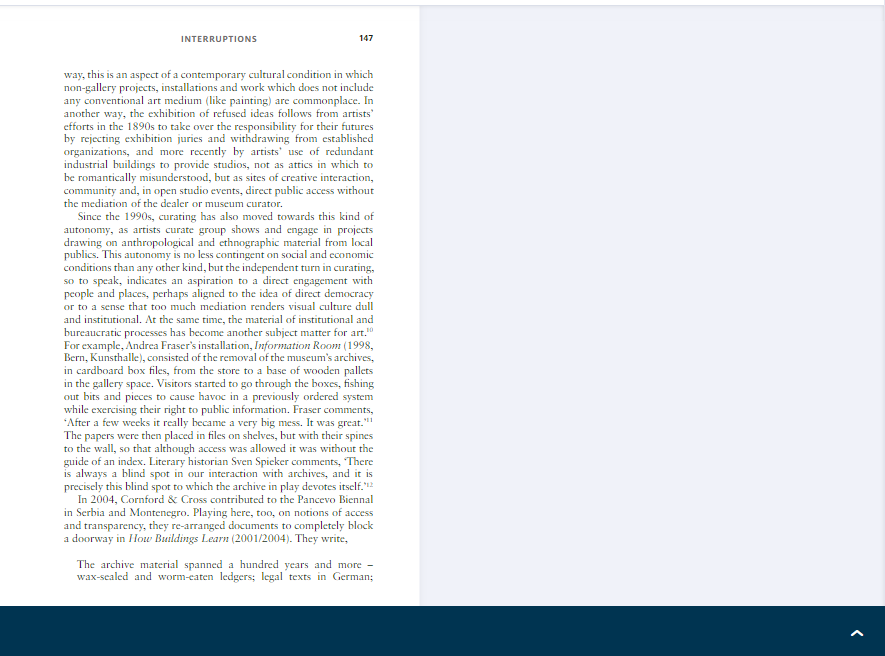 INTERRUPTIONS 147
way, this is an aspect of a contemporary cultural condition in which
non-gallery projects, installations and work which does not include
any conventional art medium (like painting) are commonplace. In
another way, the exhibition of refused ideas follows from artists'
efforts in the 1890s to take over the responsibility for their futures
by rejecting exhibition juries and withdrawing from established
organizations, and more recently by artists' use of redundant
industrial buildings to provide studios, not as attics in which to
be romantically misunderstood, but as sites of creative interaction,
community and, in open studio events, direct public access without
the mediation of the dealer or museum curator.
Since the 1990s, curating has also moved towards this kind of
autonomy, as artists curate group shows and engage in projects
drawing on anthropological and ethnographic material from local
publics. This autonomy is no less contingent on social and economic
conditions than any other kind, but the independent turn in curating,
so to speak, indicates an aspiration to a direct engagement with
people and places, perhaps aligned to the idea of direct democracy
or to a sense that too much mediation renders visual culture dull
and institutional. At the same time, the material of institutional and
bureaucratic processes has become another subject matter for art.¹⁰
For example, Andrea Fraser's installation, Information Room (1998,
Bern, Kunsthalle), consisted of the removal of the museum's archives,
in cardboard box files, from the store to a base of wooden pallets
in the gallery space. Visitors started to go through the boxes, fishing
out bits and pieces to cause havoc in a previously ordered system
while exercising their right to public information. Fraser comments,
'After a few weeks it really became a very big mess. It was great.'¹¹
The papers were then placed in files on shelves, but with their spines
to the wall, so that although access was allowed it was without the
guide of an index. Literary historian Sven Spieker comments, 'There
is always a blind spot in our interaction with archives, and it is
precisely this blind spot to which the archive in play devotes itself.'¹²
In 2004, Cornford & Cross contributed to the Pancevo Biennal
in Serbia and Montenegro. Playing here, too, on notions of access
and transparency, they re-arranged documents to completely block
a doorway in How Buildings Learn (2001/2004). They write,
The archive material spanned a hundred years and more –
wax-sealed and worm-eaten ledgers; legal texts in German;